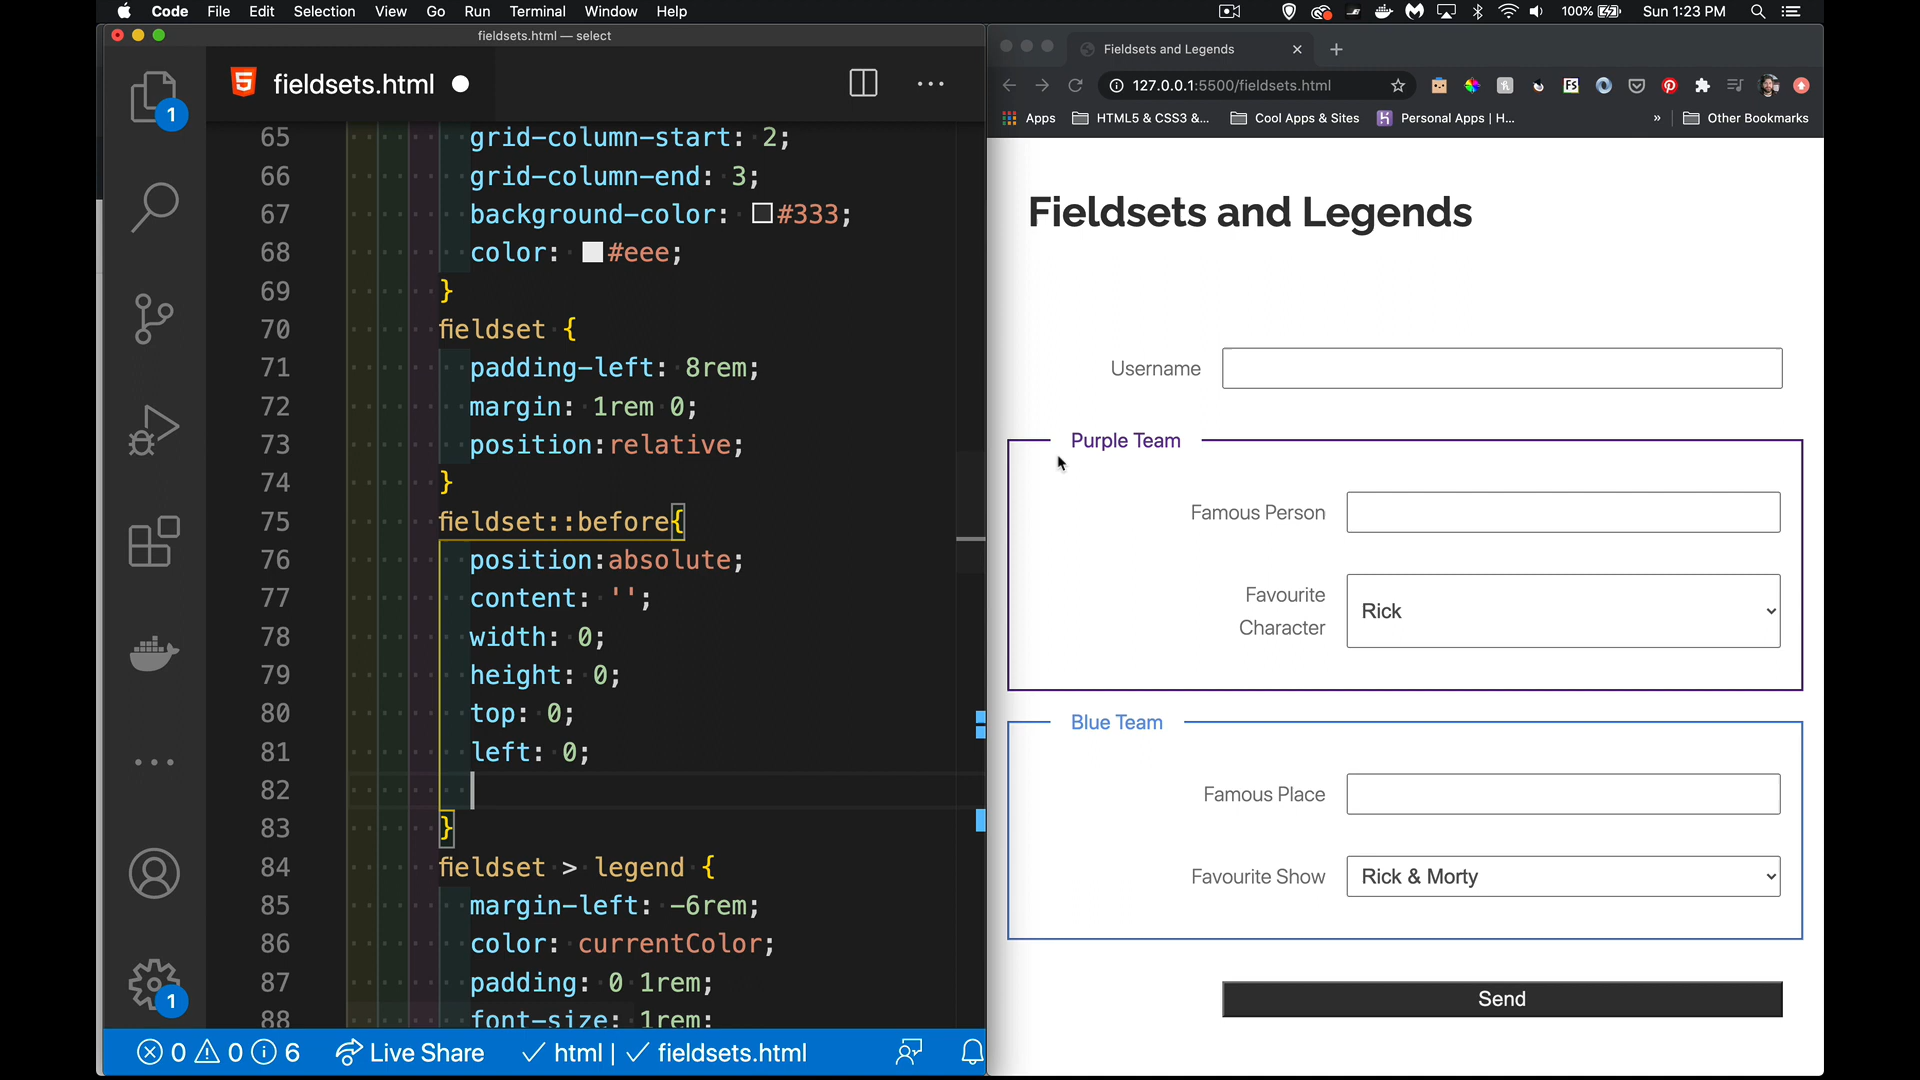 Code File Edit Selection View Go Run Terminal Window Help
100% Sun 1:23 PM
fieldsets.html — select
fieldsets.html
1
65 grid-column-start: 2;
66 grid-column-end: 3;
67 background-color: #333;
68 color: #eee;
69 }
70 fieldset {
71 padding-left: 8rem;
72 margin: 1rem 0;
73 position:relative;
74 }
75 fieldset::before{
76 position:absolute;
77 content: '';
78 width: 0;
79 height: 0;
80 top: 0;
81 left: 0;
82
83 }
84 fieldset > legend {
85 margin-left: -6rem;
86 color: currentColor;
87 padding: 0 1rem;
88 font-size: 1rem;
1
0 0 6 Live Share html | fieldsets.html
Fieldsets and Legends
127.0.0.1:5500/fieldsets.html
Apps HTML5 & CSS3 &... Cool Apps & Sites Personal Apps | H... » Other Bookmarks
Fieldsets and Legends
Username
Purple Team
Famous Person
Favourite
Character
Rick
Blue Team
Famous Place
Favourite Show Rick & Morty
Send